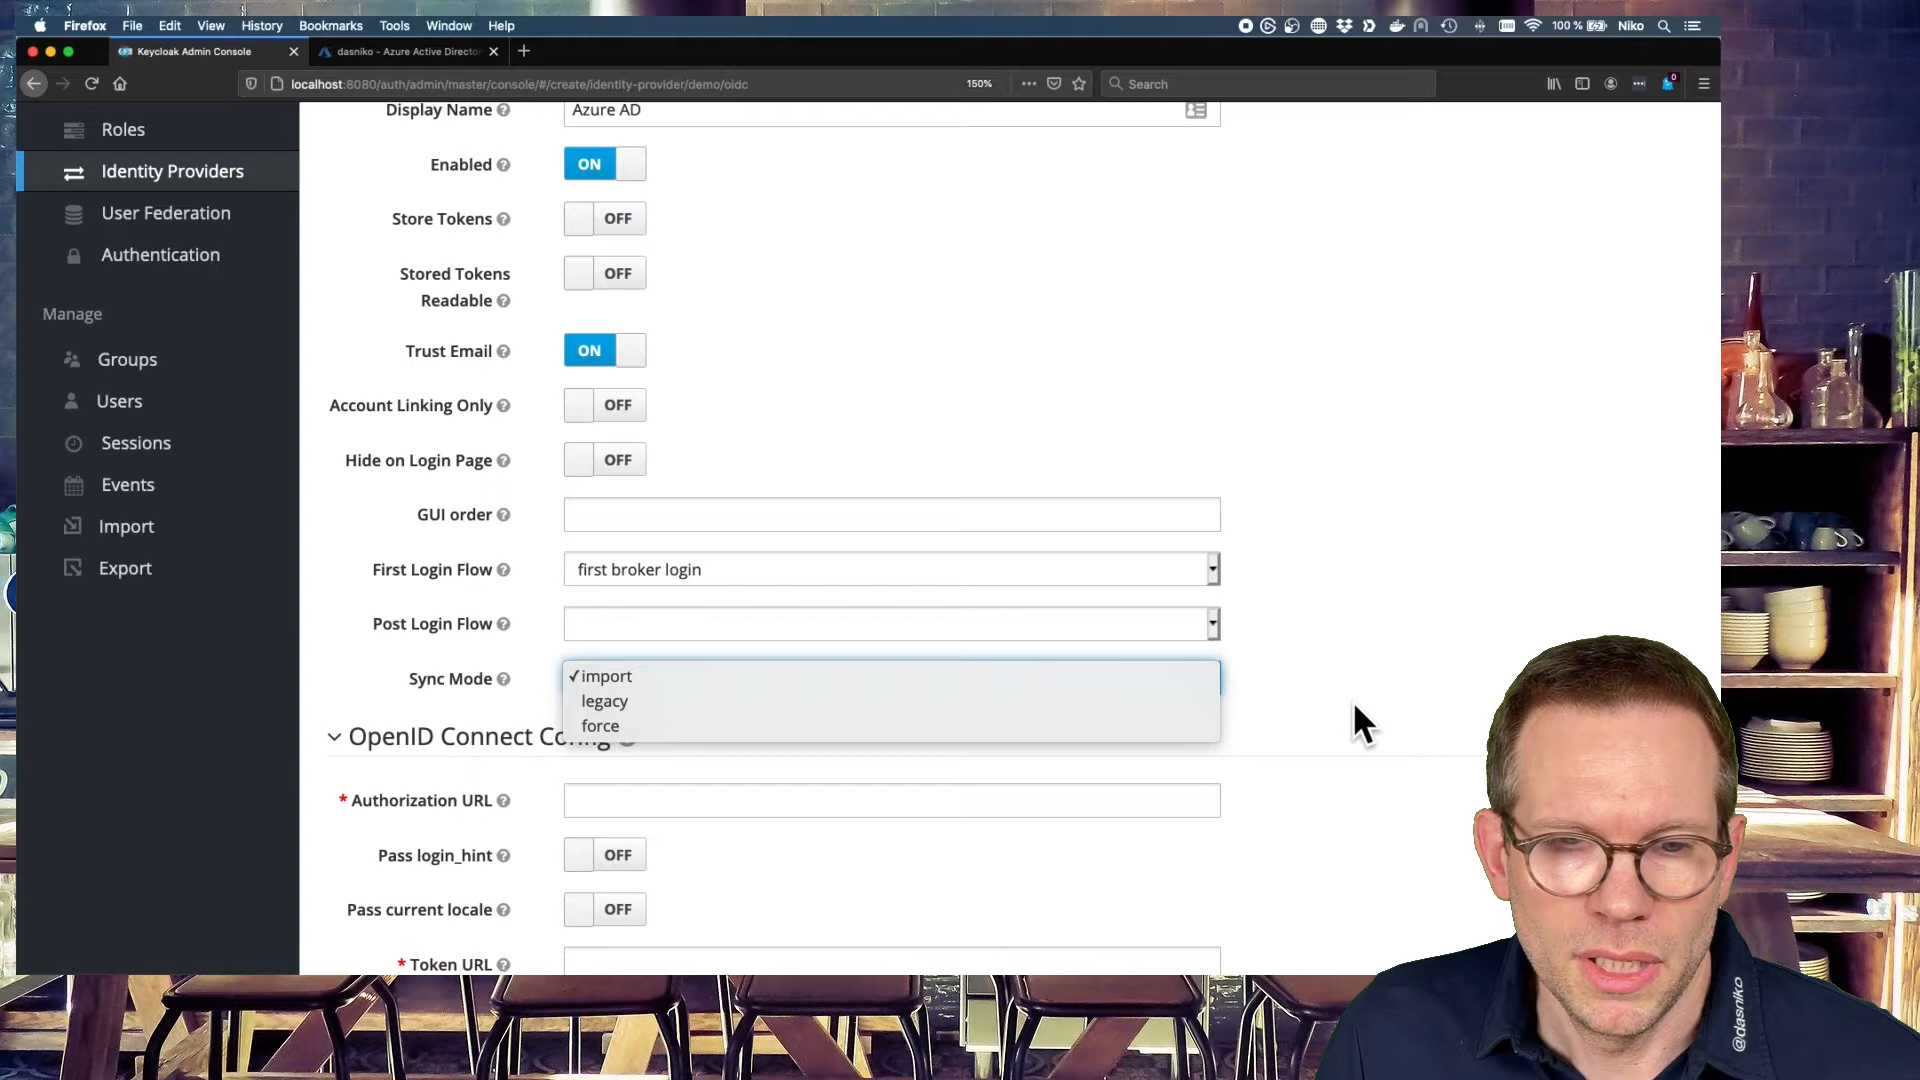 Firefox File Edit View History Bookmarks Tools Window Help 100 % Niko
Keycloak Admin Console dasniko - Azure Active Director
localhost:8080/auth/admin/master/console/#/create/identity-provider/demo/oidc 150% Search
Roles
Identity Providers
User Federation
Authentication
Manage
Groups
Users
Sessions
Events
Import
Export
Display Name Azure AD
Enabled ON
Store Tokens OFF
Stored Tokens
Readable OFF
Trust Email ON
Account Linking Only OFF
Hide on Login Page OFF
GUI order
First Login Flow first broker login
Post Login Flow
Sync Mode ✓import
legacy
force
OpenID Connect Config
* Authorization URL
Pass login_hint OFF
Pass current locale OFF
* Token URL
@dasniko